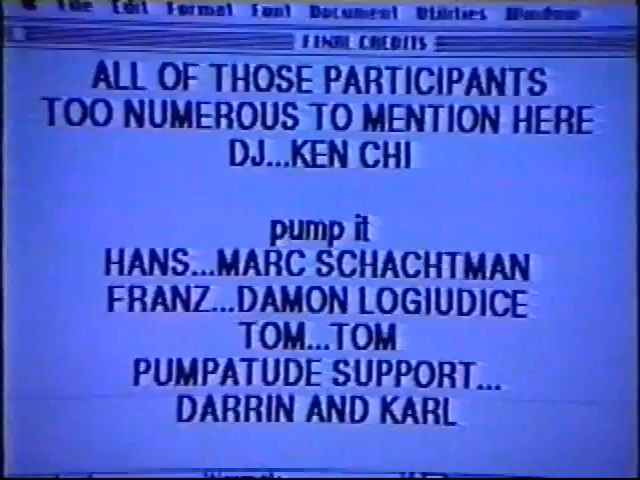 File Edit Format Font Document Utilities Window
FINAL CREDITS
ALL OF THOSE PARTICIPANTS
TOO NUMEROUS TO MENTION HERE
DJ...KEN CHI
pump it
HANS...MARC SCHACHTMAN
FRANZ...DAMON LOGIUDICE
TOM...TOM
PUMPATUDE SUPPORT...
DARRIN AND KARL